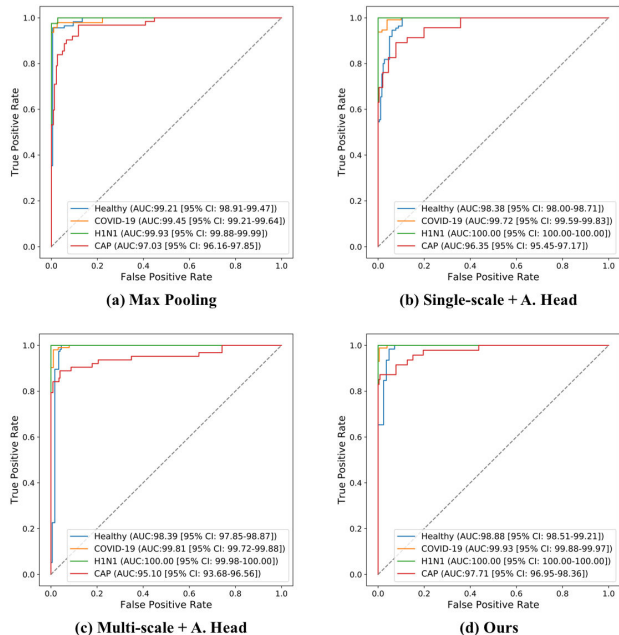 1.0
0.8
0.6
0.4
0.2
0.0
True Positive Rate
Healthy (AUC:99.21 [95% CI: 98.91-99.47])
COVID-19 (AUC:99.45 [95% CI: 99.21-99.64])
H1N1 (AUC:99.93 [95% CI: 99.88-99.99])
CAP (AUC:97.03 [95% CI: 96.16-97.85])
0.0 0.2 0.4 0.6 0.8 1.0
False Positive Rate
(a) Max Pooling
1.0
0.8
0.6
0.4
0.2
0.0
True Positive Rate
Healthy (AUC:98.38 [95% CI: 98.00-98.71])
COVID-19 (AUC:99.72 [95% CI: 99.59-99.83])
H1N1 (AUC:100.00 [95% CI: 100.00-100.00])
CAP (AUC:96.35 [95% CI: 95.45-97.17])
0.0 0.2 0.4 0.6 0.8 1.0
False Positive Rate
(b) Single-scale + A. Head
1.0
0.8
0.6
0.4
0.2
0.0
True Positive Rate
Healthy (AUC:98.39 [95% CI: 97.85-98.87])
COVID-19 (AUC:99.81 [95% CI: 99.72-99.88])
H1N1 (AUC:100.00 [95% CI: 99.98-100.00])
CAP (AUC:95.10 [95% CI: 93.68-96.56])
0.0 0.2 0.4 0.6 0.8 1.0
False Positive Rate
(c) Multi-scale + A. Head
1.0
0.8
0.6
0.4
0.2
0.0
True Positive Rate
Healthy (AUC:98.88 [95% CI: 98.51-99.21])
COVID-19 (AUC:99.93 [95% CI: 99.88-99.97])
H1N1 (AUC:100.00 [95% CI: 100.00-100.00])
CAP (AUC:97.71 [95% CI: 96.95-98.36])
0.0 0.2 0.4 0.6 0.8 1.0
False Positive Rate
(d) Ours